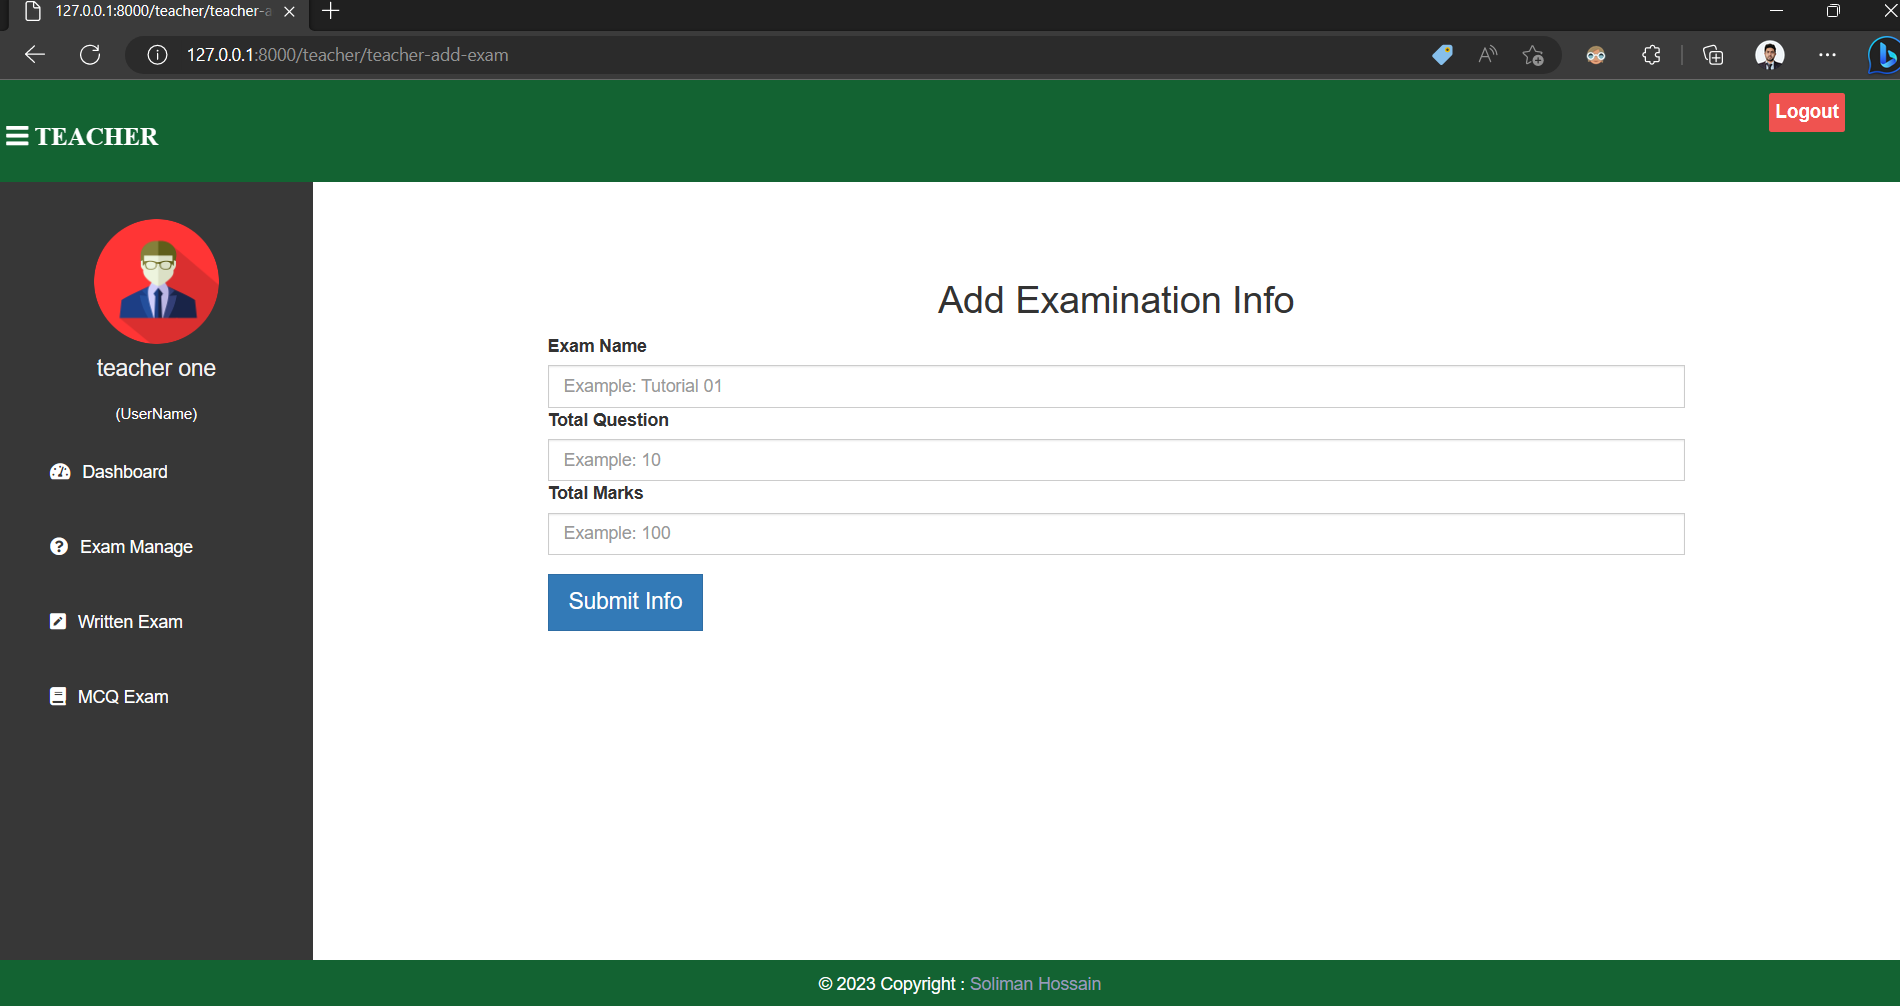 127.0.0.1:8000/teacher/teacher-a
127.0.0.1:8000/teacher/teacher-add-exam
Logout
TEACHER
teacher one
(UserName)
Dashboard
Exam Manage
Written Exam
MCQ Exam
Add Examination Info
Exam Name
Example: Tutorial 01
Total Question
Example: 10
Total Marks
Example: 100
Submit Info
© 2023 Copyright : Soliman Hossain